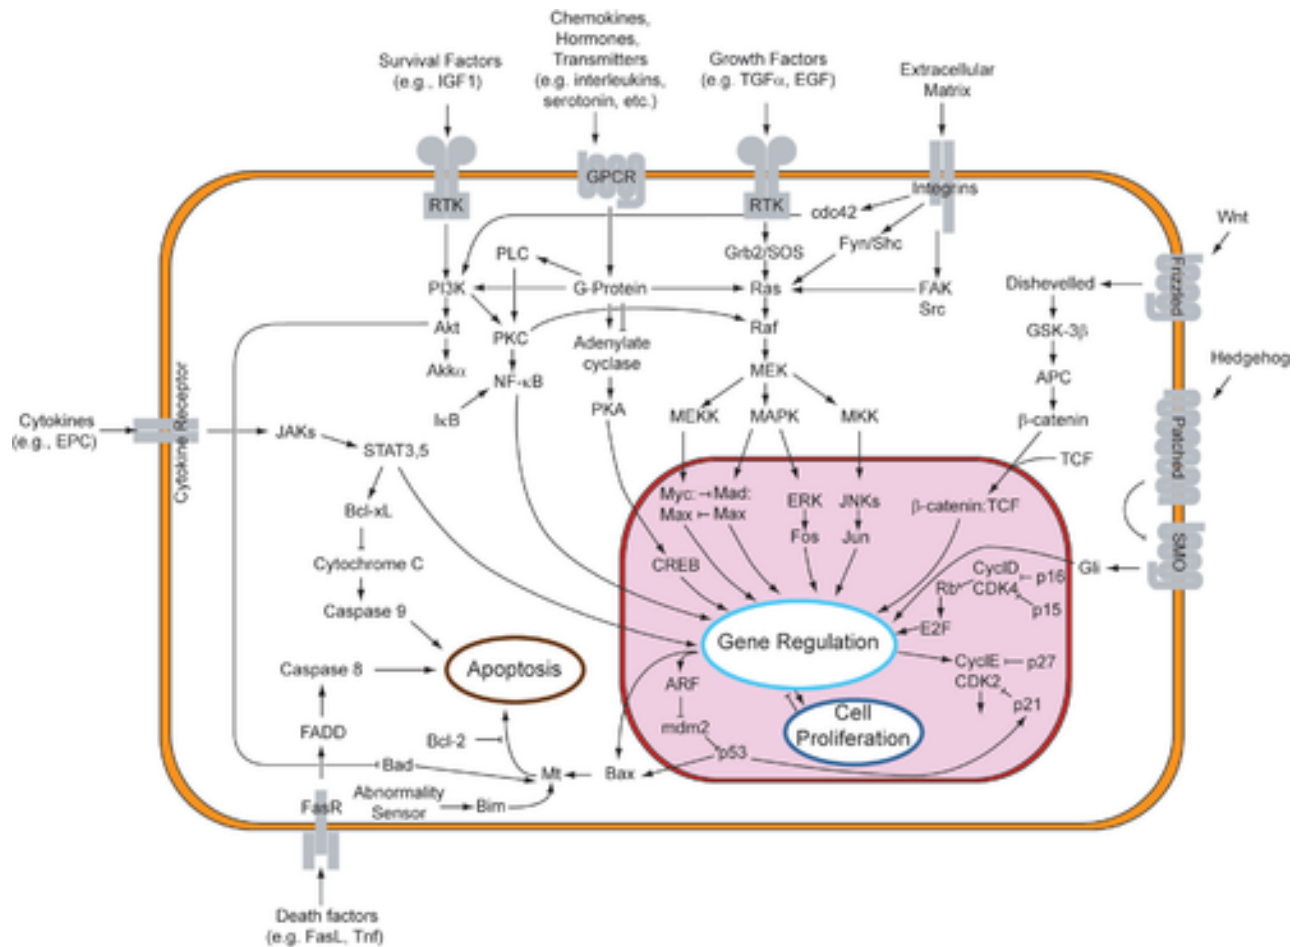 Chemokines,
Hormones,
Transmitters
(e.g. interleukins,
serotonin, etc.)
Survival Factors
(e.g., IGF1)
Growth Factors
(e.g. TGFα, EGF)
Extracellular
Matrix
RTK
GPCR
RTK
Integrins
cdc42
Fyn/Shc
Grb2/SOS
Wnt
Frizzled
PLC
PI3K
G-Protein
Ras
FAK
Src
Dishevelled
Akt
PKC
Adenylate
cyclase
Raf
GSK-3β
Akkα
NF-κB
MEK
APC
Hedgehog
IκB
PKA
MEKK
MAPK
MKK
β-catenin
Patched
Cytokines
(e.g., EPC)
Cytokine Receptor
JAKs
STAT3,5
TCF
Myc:
Max
Mad:
Max
ERK
JNKs
β-catenin:TCF
Bcl-xL
Fos
Jun
SMO
Cytochrome C
CREB
Gli
CyclD
CDK4
p16
Rb
p15
Caspase 9
E2F
Gene Regulation
Caspase 8
Apoptosis
ARF
CyclE
CDK2
p27
p21
FADD
Bcl-2
mdm2
Cell
Proliferation
p53
Bad
Mt
Bax
Abnormality
Sensor
Bim
FasR
Death factors
(e.g. FasL, Tnf)